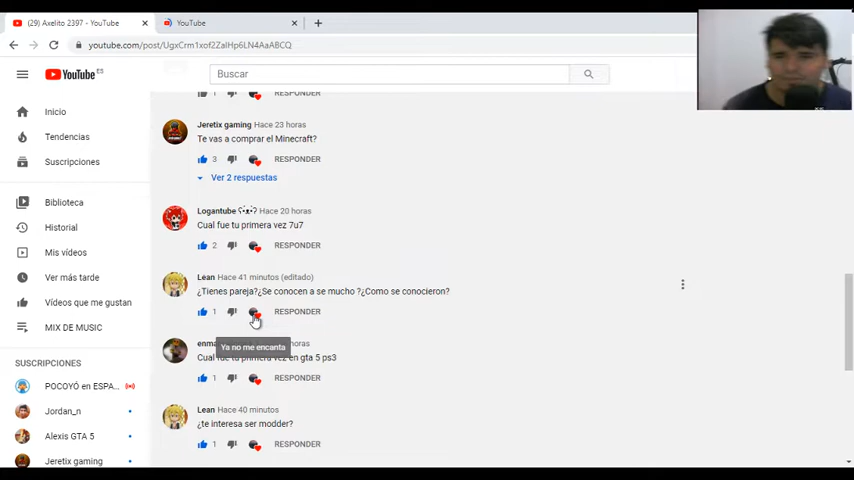 (29) Axelito 2397 - YouTube
YouTube
youtube.com/post/UgxCrm1xof2ZaIHp6LN4AaABCQ
YouTube ES
Buscar
Inicio
Tendencias
Suscripciones
Biblioteca
Historial
Mis vídeos
Ver más tarde
Vídeos que me gustan
MIX DE MUSIC
SUSCRIPCIONES
POCOYÓ en ESPA...
Jordan_n
Alexis GTA 5
Jeretix gaming
1 RESPONDER
Jeretix gaming Hace 23 horas
Te vas a comprar el Minecraft?
3 RESPONDER
Ver 2 respuestas
Logantube ʕ•ᴥ•ʔ Hace 20 horas
Cual fue tu primera vez 7u7
2 RESPONDER
Lean Hace 41 minutos (editado)
¿Tienes pareja?¿Se conocen a se mucho ?¿Como se conocieron?
1 RESPONDER
Ya no me encanta
enma horas
Cual fue tu primera vez en gta 5 ps3
1 RESPONDER
Lean Hace 40 minutos
¿te interesa ser modder?
1 RESPONDER